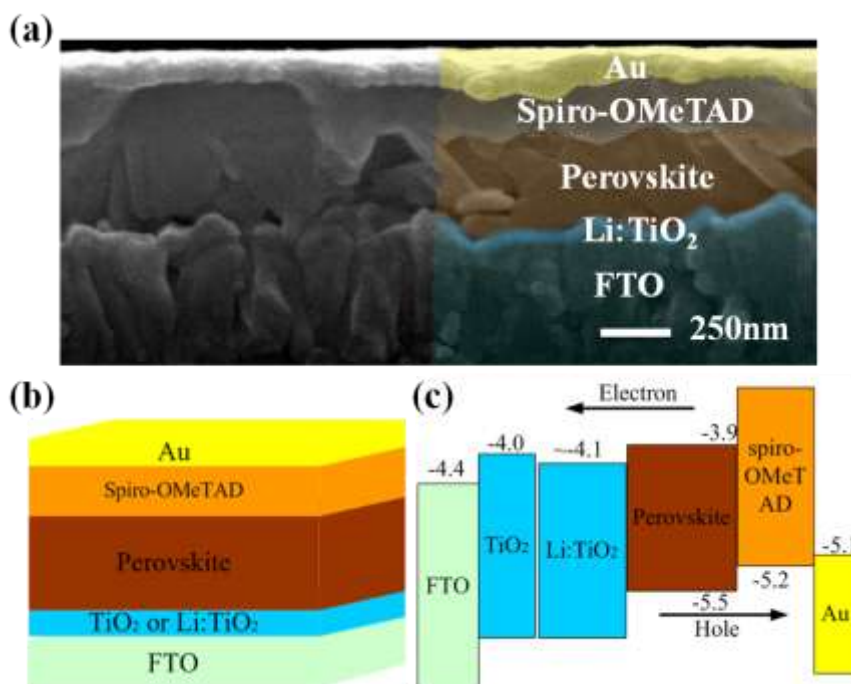 (a)
Au
Spiro-OMeTAD
Perovskite
Li:TiO₂
FTO
250nm
(b)
Au
Spiro-OMeTAD
Perovskite
TiO₂ or Li:TiO₂
FTO
(c)
Electron
-4.4
-4.0
~-4.1
-3.9
spiro-
OMeT
AD
TiO₂
Li:TiO₂
Perovskite
FTO
-5.1
-5.2
-5.5
Hole
Au